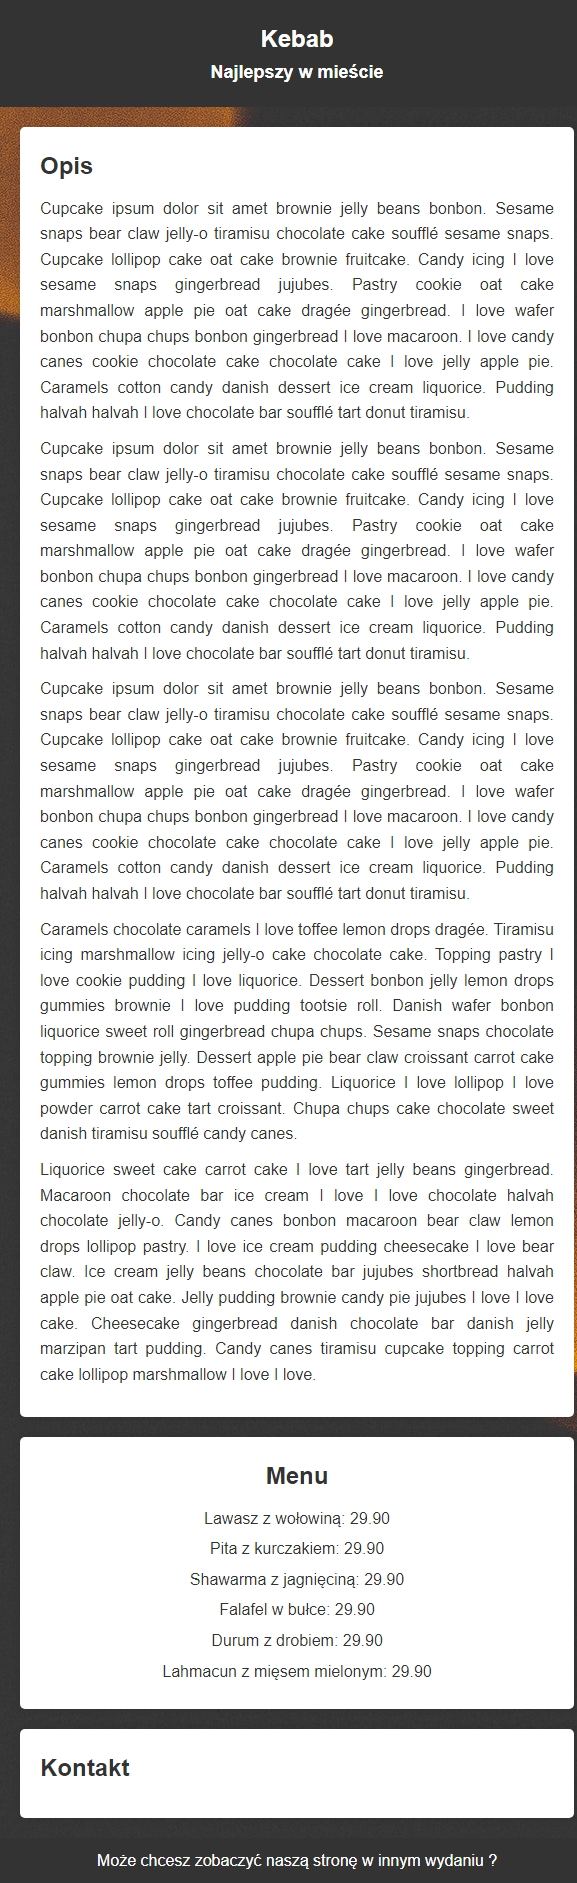 Kebab
Najlepszy w mieście
Opis
Cupcake ipsum dolor sit amet brownie jelly beans bonbon. Sesame
snaps bear claw jelly-o tiramisu chocolate cake soufflé sesame snaps.
Cupcake lollipop cake oat cake brownie fruitcake. Candy icing I love
sesame snaps gingerbread jujubes. Pastry cookie oat cake
marshmallow apple pie oat cake dragée gingerbread. I love wafer
bonbon chupa chups bonbon gingerbread I love macaroon. I love candy
canes cookie chocolate cake chocolate cake I love jelly apple pie.
Caramels cotton candy danish dessert ice cream liquorice. Pudding
halvah halvah I love chocolate bar soufflé tart donut tiramisu.
Cupcake ipsum dolor sit amet brownie jelly beans bonbon. Sesame
snaps bear claw jelly-o tiramisu chocolate cake soufflé sesame snaps.
Cupcake lollipop cake oat cake brownie fruitcake. Candy icing I love
sesame snaps gingerbread jujubes. Pastry cookie oat cake
marshmallow apple pie oat cake dragée gingerbread. I love wafer
bonbon chupa chups bonbon gingerbread I love macaroon. I love candy
canes cookie chocolate cake chocolate cake I love jelly apple pie.
Caramels cotton candy danish dessert ice cream liquorice. Pudding
halvah halvah I love chocolate bar soufflé tart donut tiramisu.
Cupcake ipsum dolor sit amet brownie jelly beans bonbon. Sesame
snaps bear claw jelly-o tiramisu chocolate cake soufflé sesame snaps.
Cupcake lollipop cake oat cake brownie fruitcake. Candy icing I love
sesame snaps gingerbread jujubes. Pastry cookie oat cake
marshmallow apple pie oat cake dragée gingerbread. I love wafer
bonbon chupa chups bonbon gingerbread I love macaroon. I love candy
canes cookie chocolate cake chocolate cake I love jelly apple pie.
Caramels cotton candy danish dessert ice cream liquorice. Pudding
halvah halvah I love chocolate bar soufflé tart donut tiramisu.
Caramels chocolate caramels I love toffee lemon drops dragée. Tiramisu
icing marshmallow icing jelly-o cake chocolate cake. Topping pastry I
love cookie pudding I love liquorice. Dessert bonbon jelly lemon drops
gummies brownie I love pudding tootsie roll. Danish wafer bonbon
liquorice sweet roll gingerbread chupa chups. Sesame snaps chocolate
topping brownie jelly. Dessert apple pie bear claw croissant carrot cake
gummies lemon drops toffee pudding. Liquorice I love lollipop I love
powder carrot cake tart croissant. Chupa chups cake chocolate sweet
danish tiramisu soufflé candy canes.
Liquorice sweet cake carrot cake I love tart jelly beans gingerbread.
Macaroon chocolate bar ice cream I love I love chocolate halvah
chocolate jelly-o. Candy canes bonbon macaroon bear claw lemon
drops lollipop pastry. I love ice cream pudding cheesecake I love bear
claw. Ice cream jelly beans chocolate bar jujubes shortbread halvah
apple pie oat cake. Jelly pudding brownie candy pie jujubes I love I love
cake. Cheesecake gingerbread danish chocolate bar danish jelly
marzipan tart pudding. Candy canes tiramisu cupcake topping carrot
cake lollipop marshmallow I love I love.
Menu
Lawasz z wołowiną: 29.90
Pita z kurczakiem: 29.90
Shawarma z jagnięciną: 29.90
Falafel w bułce: 29.90
Durum z drobiem: 29.90
Lahmacun z mięsem mielonym: 29.90
Kontakt
Może chcesz zobaczyć naszą stronę w innym wydaniu ?